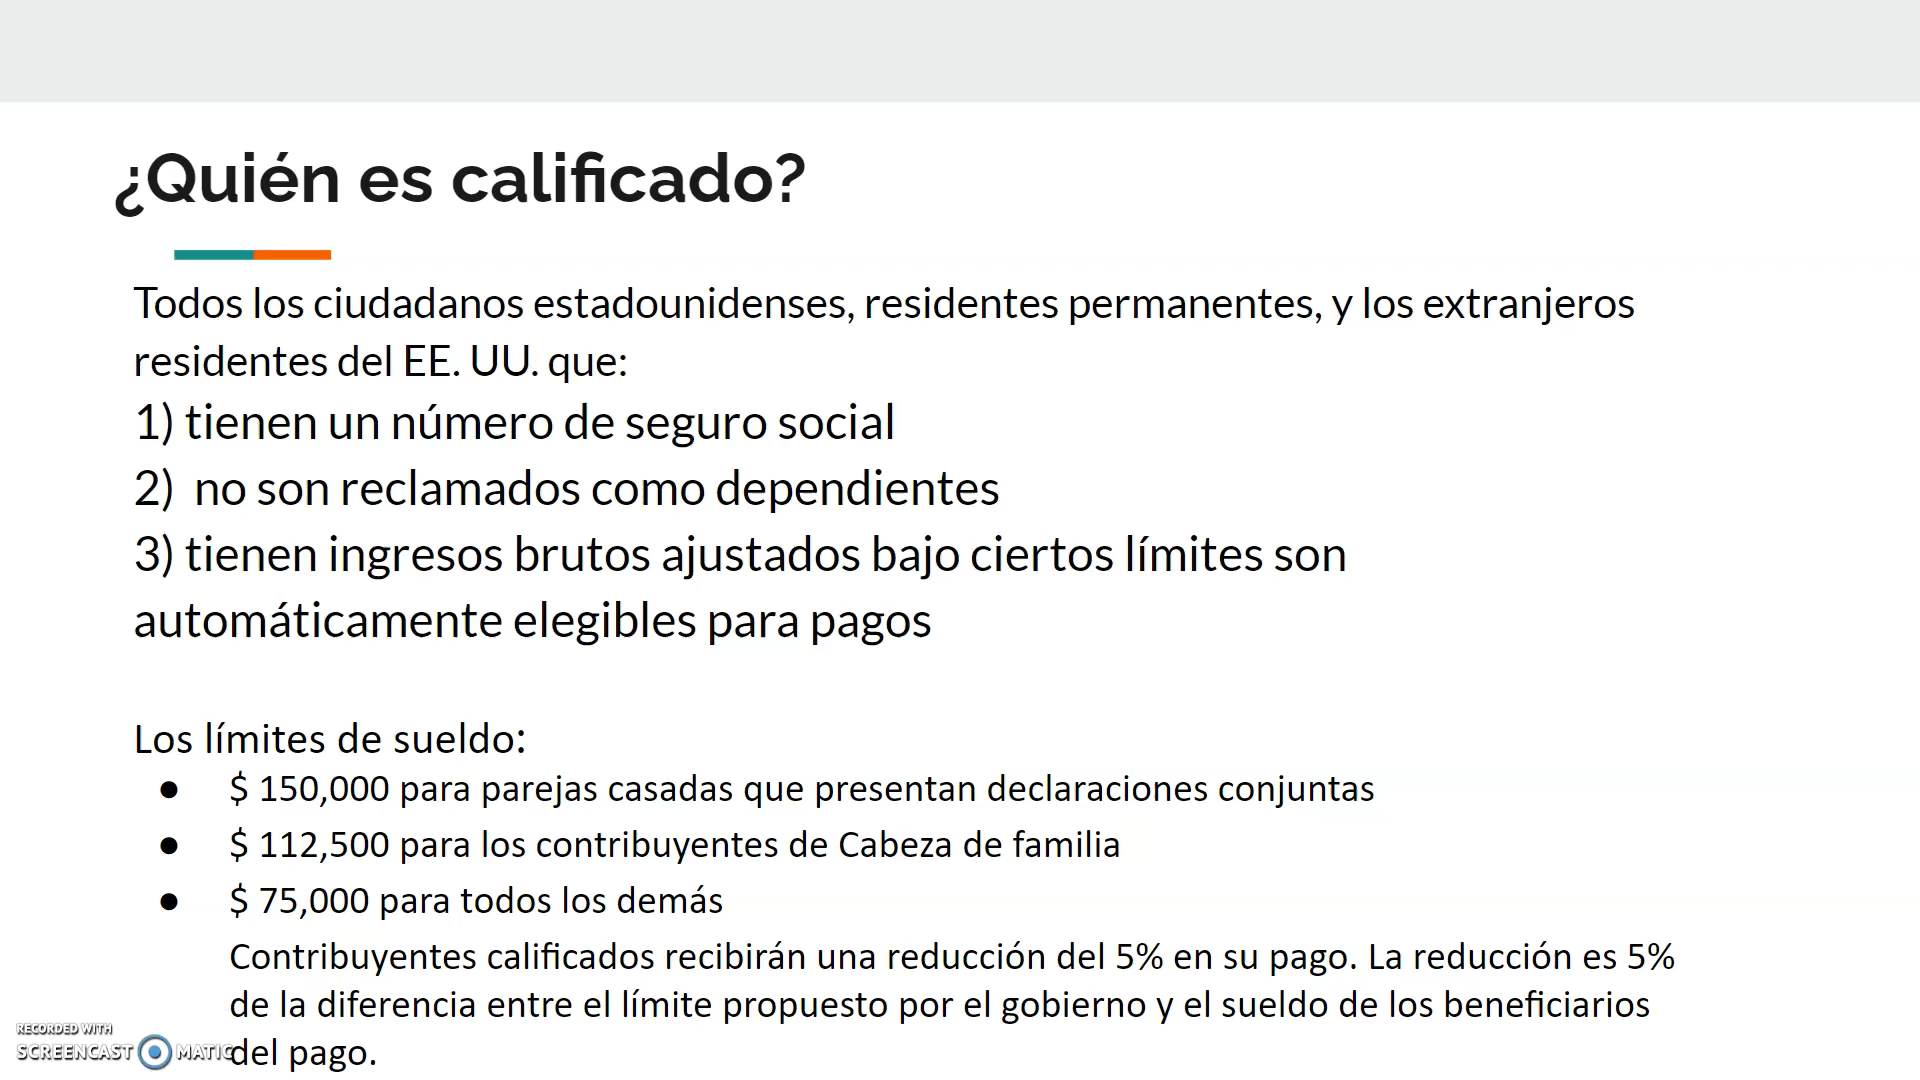 ¿Quién es calificado?
Todos los ciudadanos estadounidenses, residentes permanentes, y los extranjeros
residentes del EE. UU. que:
1) tienen un número de seguro social
2)  no son reclamados como dependientes
3) tienen ingresos brutos ajustados bajo ciertos límites son
automáticamente elegibles para pagos
Los límites de sueldo:
● $ 150,000 para parejas casadas que presentan declaraciones conjuntas
● $ 112,500 para los contribuyentes de Cabeza de familia
● $ 75,000 para todos los demás
Contribuyentes calificados recibirán una reducción del 5% en su pago. La reducción es 5%
de la diferencia entre el límite propuesto por el gobierno y el sueldo de los beneficiarios
del pago.
RECORDED WITH
SCREENCAST MATIC